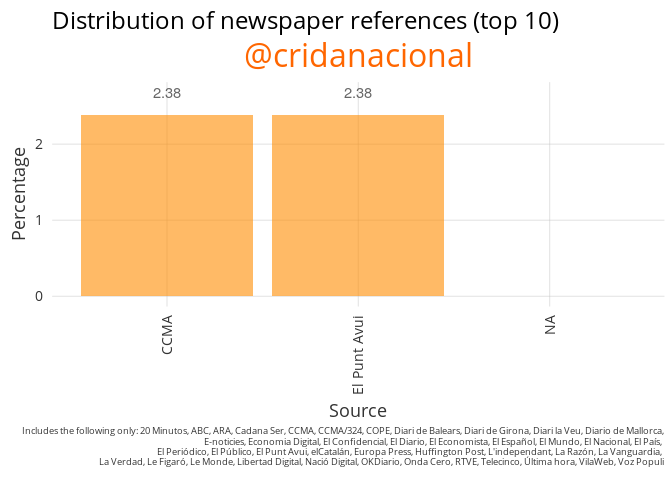 Distribution of newspaper references (top 10)
@cridanacional
2.38
2.38
Percentage
2
1
0
CCMA
El Punt Avui
NA
Source
Includes the following only: 20 Minutos, ABC, ARA, Cadana Ser, CCMA, CCMA/324, COPE, Diari de Balears, Diari de Girona, Diari la Veu, Diario de Mallorca,
E-noticies, Economia Digital, El Confidencial, El Diario, El Economista, El Español, El Mundo, El Nacional, El País,
El Periódico, El Público, El Punt Avui, elCatalán, Europa Press, Huffington Post, L'independant, La Razón, La Vanguardia,
La Verdad, Le Figaró, Le Monde, Libertad Digital, Nació Digital, OKDiario, Onda Cero, RTVE, Telecinco, Última hora, VilaWeb, Voz Populi